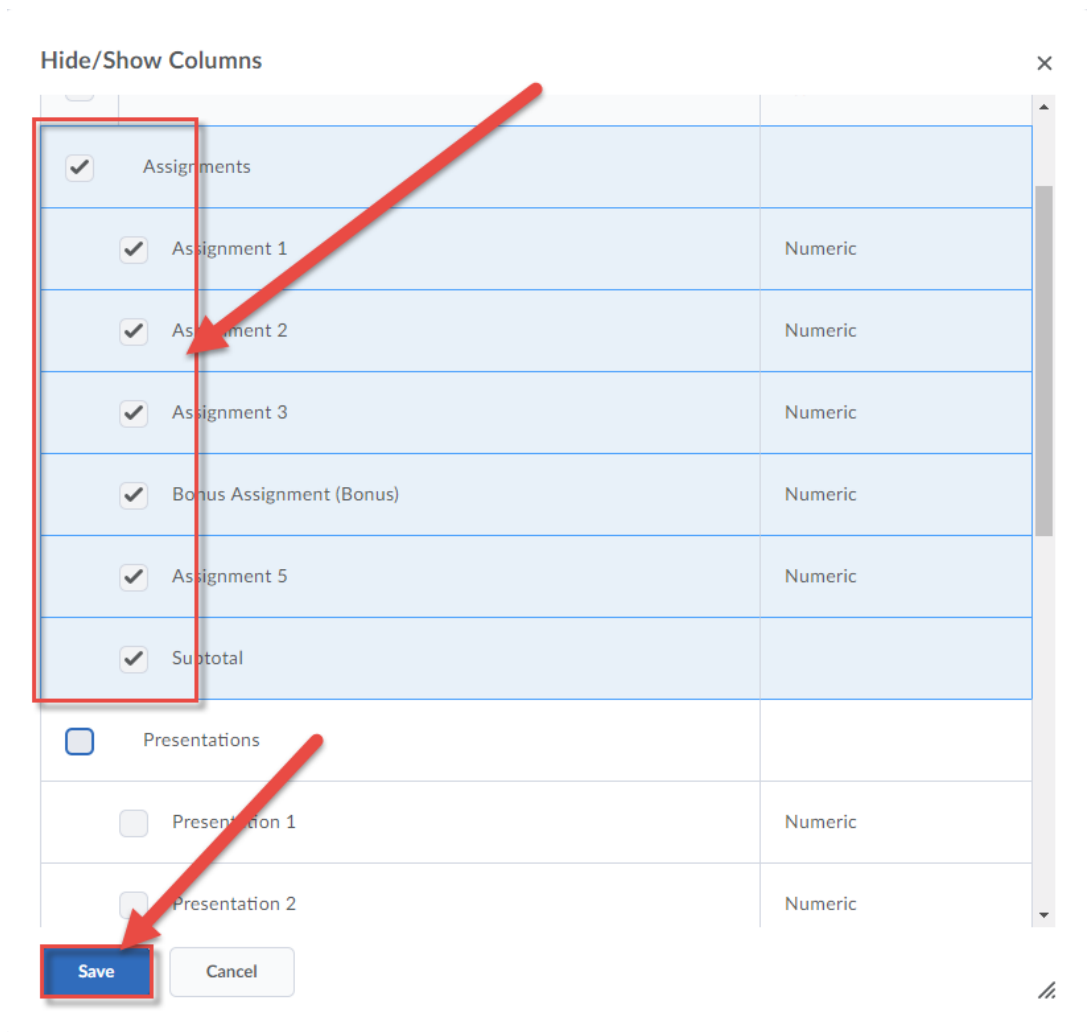 Hide/Show Columns
Assignments
Assignment 1 Numeric
Assignment 2 Numeric
Assignment 3 Numeric
Bonus Assignment (Bonus) Numeric
Assignment 5 Numeric
Subtotal
Presentations
Presentation 1 Numeric
Presentation 2 Numeric
Save Cancel